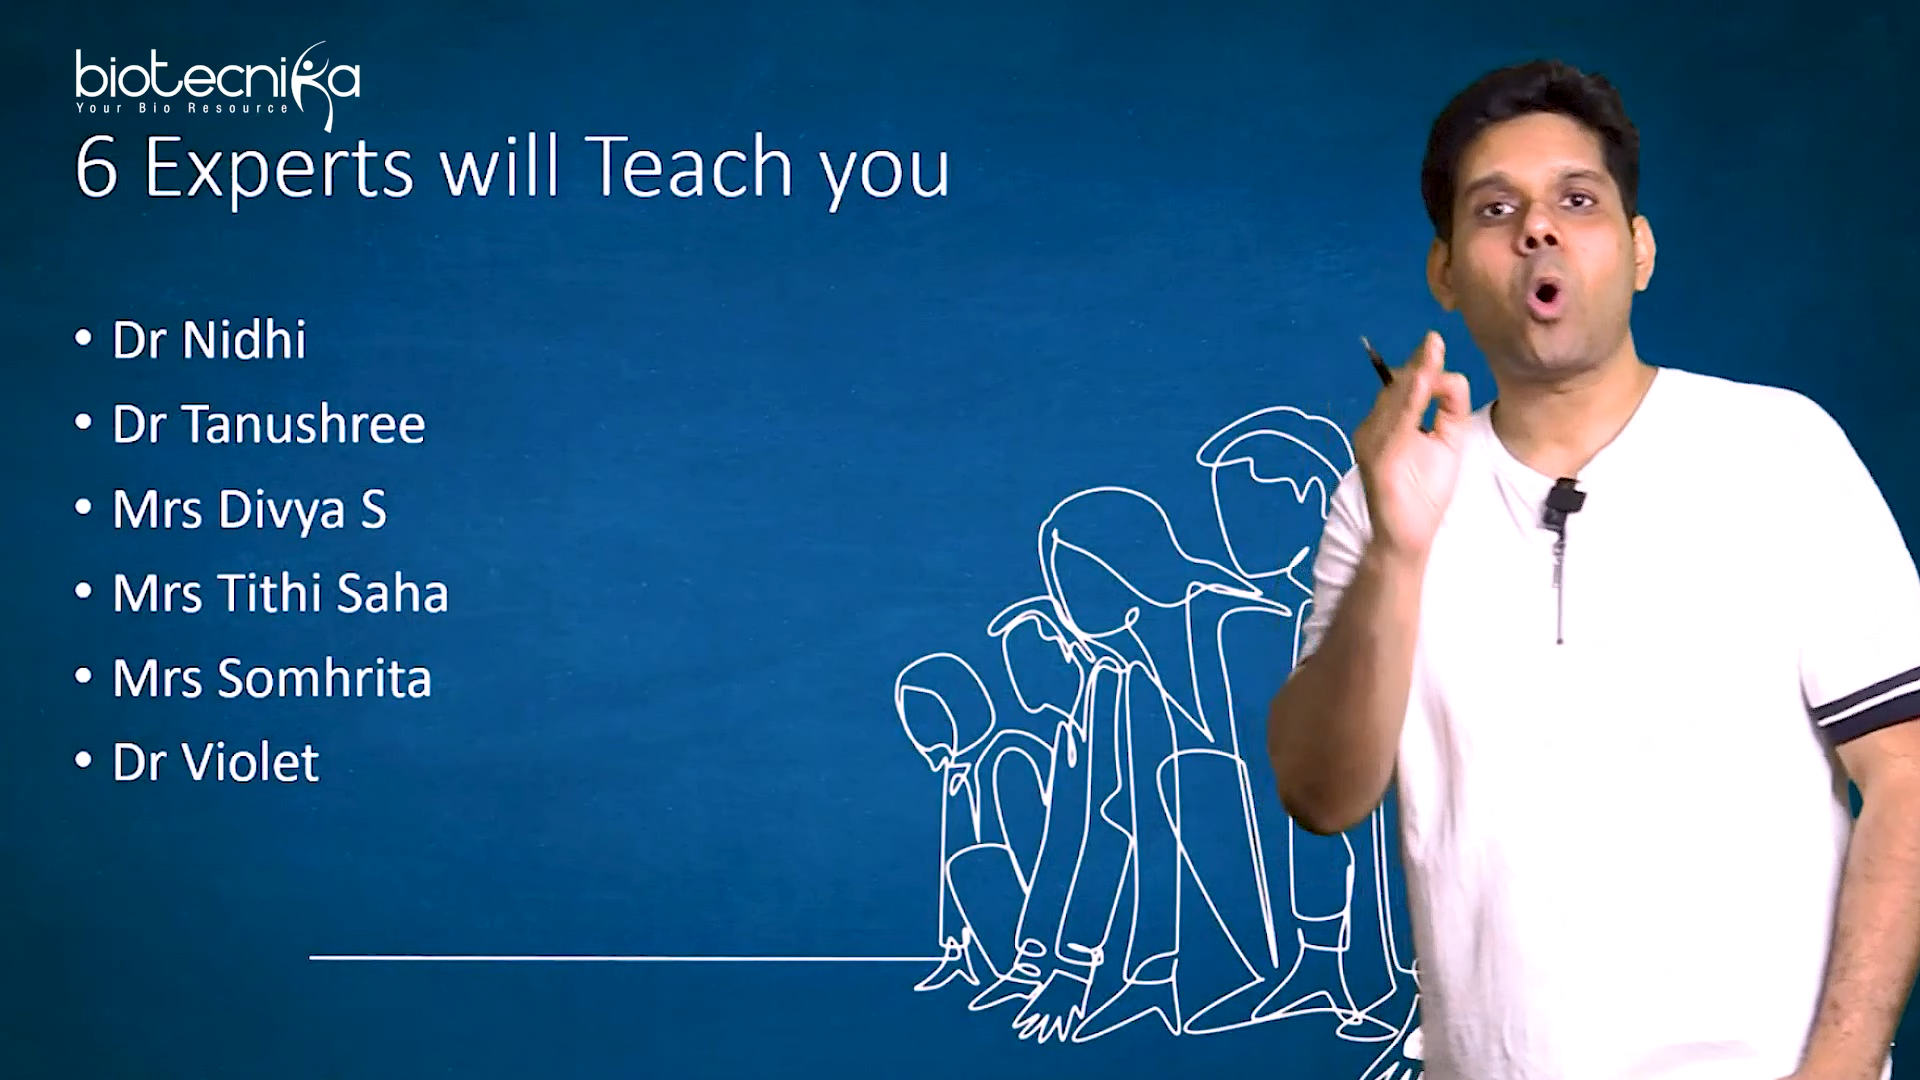 biotecnika
Your Bio Resource
6 Experts will Teach you
• Dr Nidhi
• Dr Tanushree
• Mrs Divya S
• Mrs Tithi Saha
• Mrs Somhrita
• Dr Violet